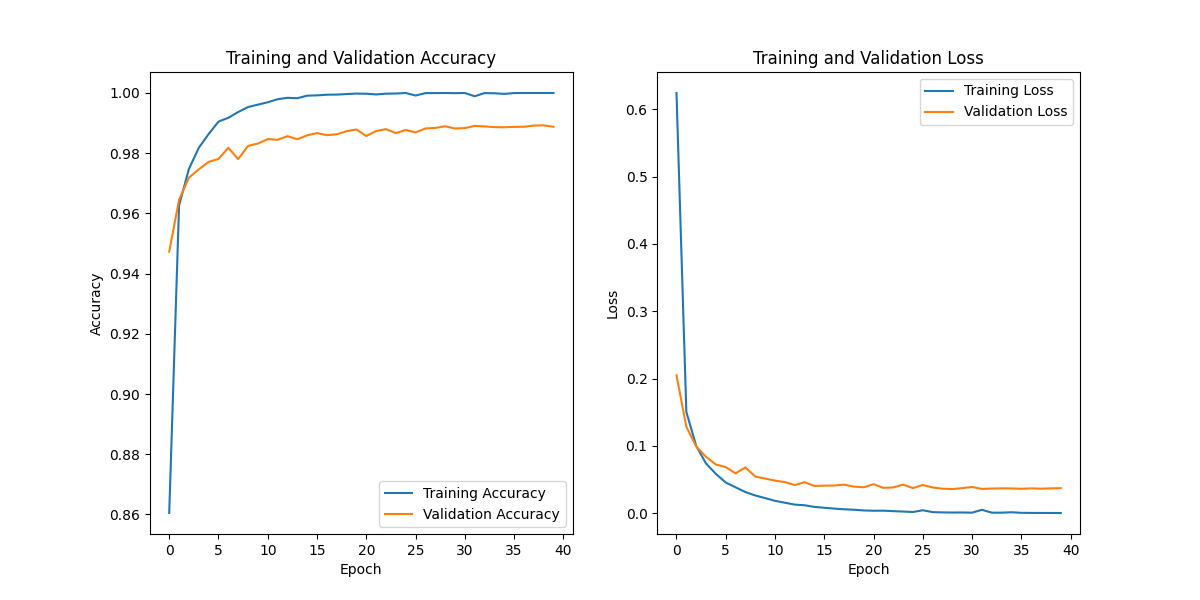 Training and Validation Accuracy
Accuracy
1.00
0.98
0.96
0.94
0.92
0.90
0.88
0.86
0 5 10 15 20 25 30 35 40
Epoch
Training Accuracy
Validation Accuracy
Training and Validation Loss
Loss
0.6
0.5
0.4
0.3
0.2
0.1
0.0
0 5 10 15 20 25 30 35 40
Epoch
Training Loss
Validation Loss